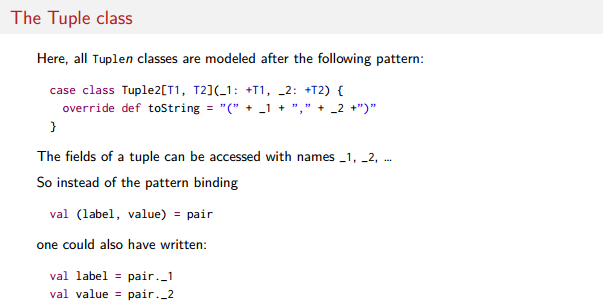 The Tuple class
Here, all Tuplen classes are modeled after the following pattern:
case class Tuple2[T1, T2](_1: +T1, _2: +T2) {
override def toString = ”(” + _1 + ”,” + _2 +”)”
}
The fields of a tuple can be accessed with names _1, _2, …
So instead of the pattern binding
val (label, value) = pair
one could also have written:
val label = pair._1
val value = pair._2